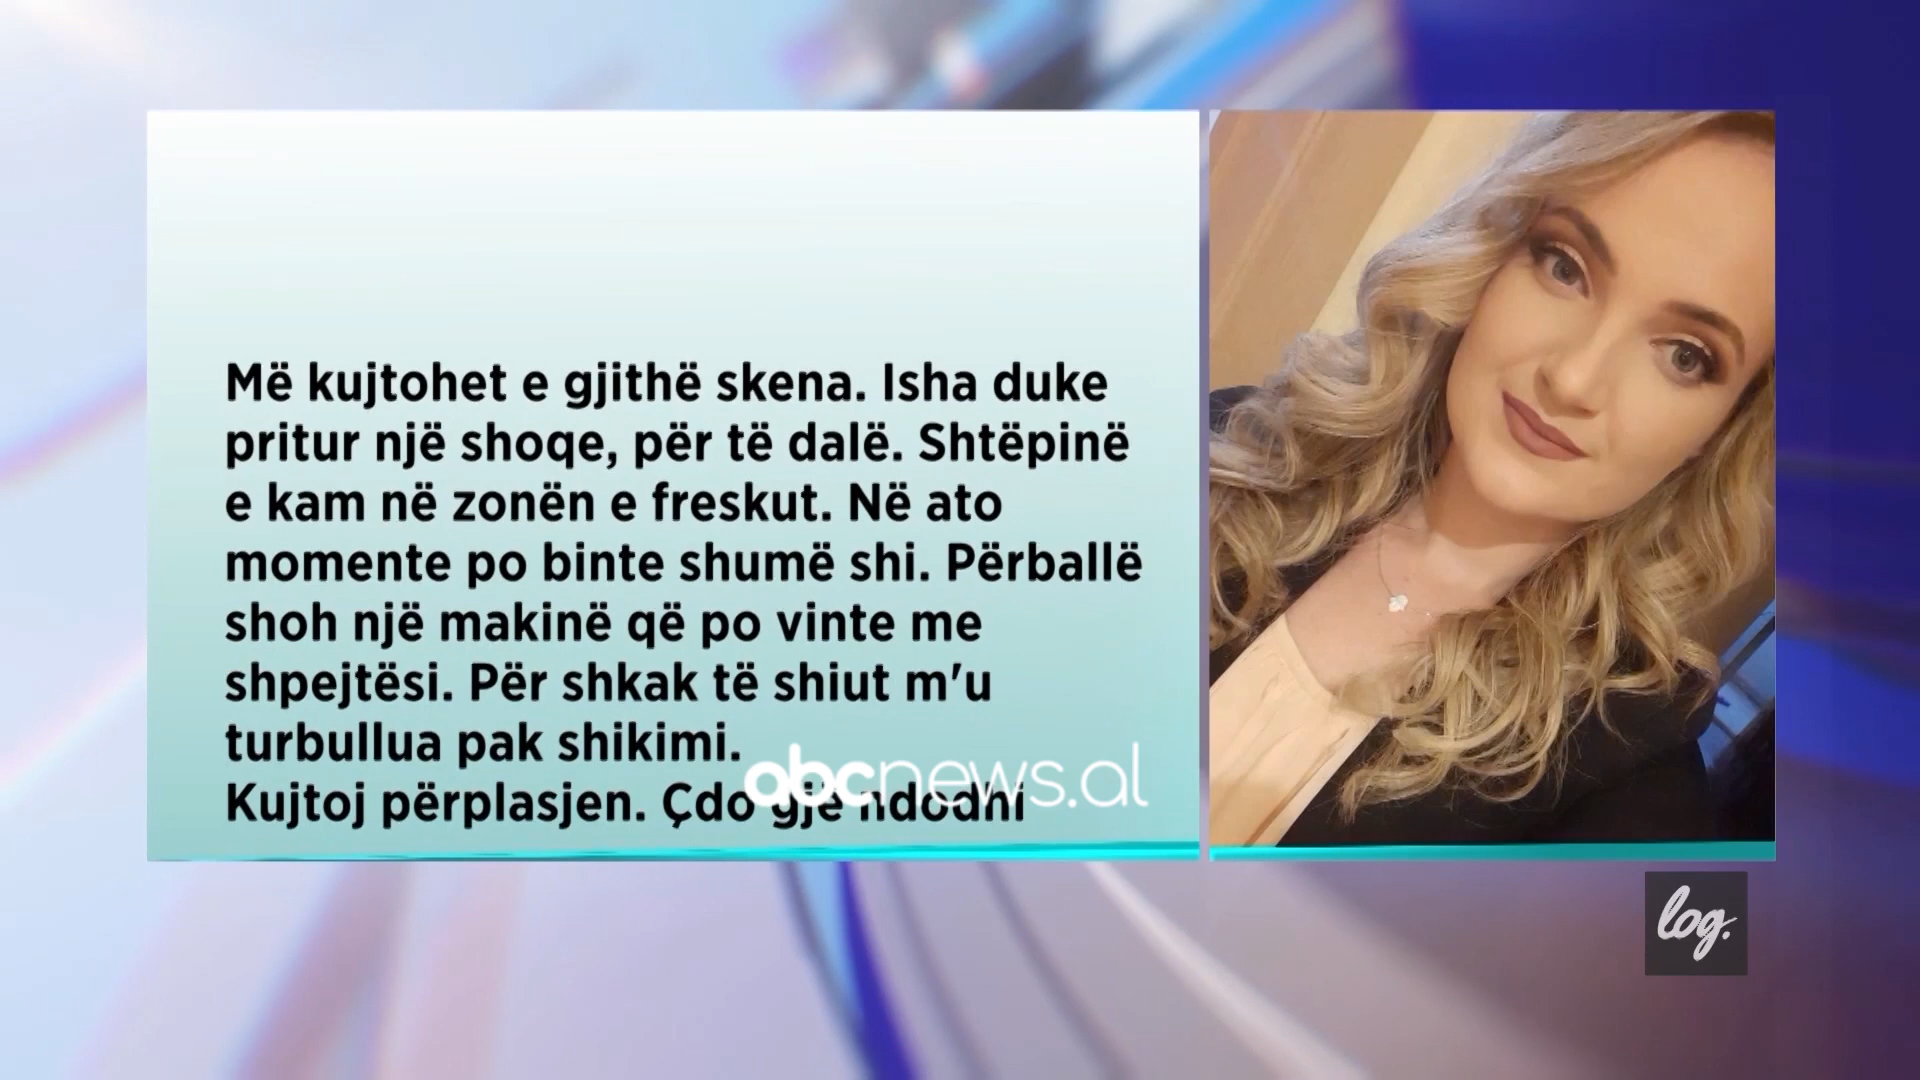 Më kujtohet e gjithë skena. Isha duke
pritur një shoqe, për të dalë. Shtëpinë
e kam në zonën e freskut. Në ato
momente po binte shumë shi. Përballë
shoh një makinë që po vinte me
shpejtësi. Për shkak të shiut m'u
turbullua pak shikimi.
Kujtoj përplasjen. Çdo gjë ndodhi
abcnews.al
log.